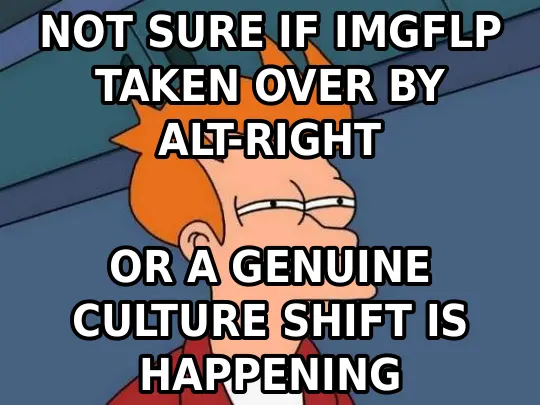 NOT SURE IF IMGFLP
TAKEN OVER BY
ALT-RIGHT
OR A GENUINE
CULTURE SHIFT IS
HAPPENING